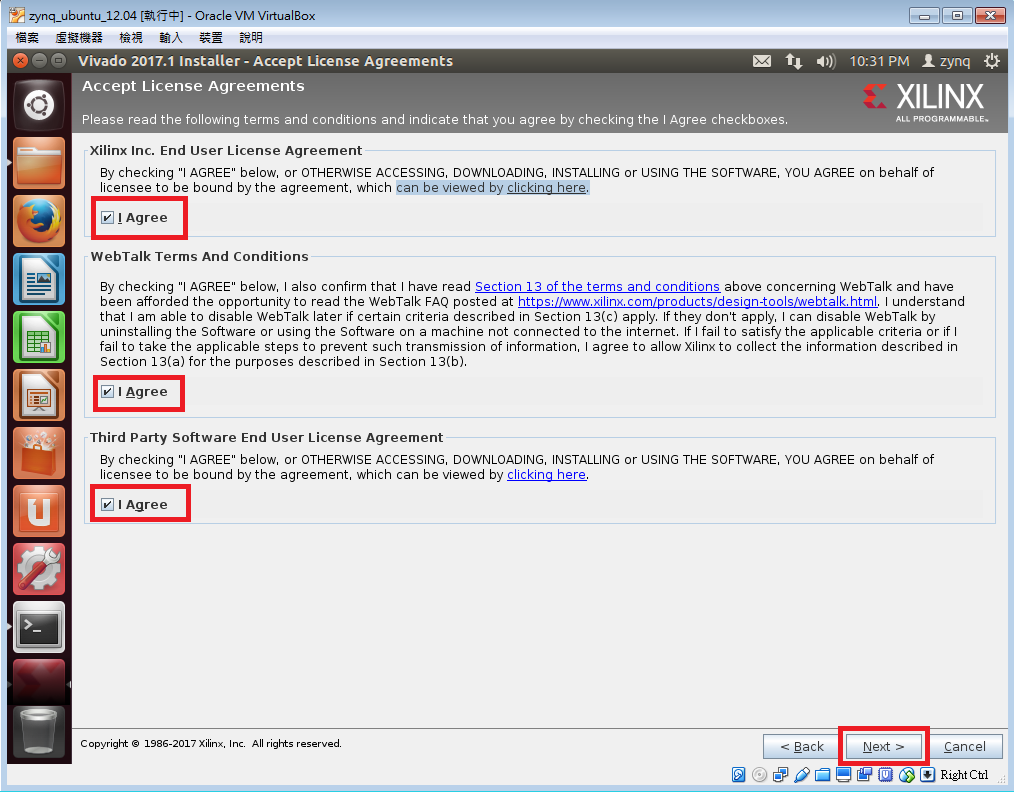 zynq_ubuntu_12.04 [執行中] - Oracle VM VirtualBox
檔案 虛擬機器 檢視 輸入 裝置 說明
Vivado 2017.1 Installer - Accept License Agreements 10:31 PM zynq
Accept License Agreements
XILINX
ALL PROGRAMMABLE™
Please read the following terms and conditions and indicate that you agree by checking the I Agree checkboxes.
Xilinx Inc. End User License Agreement
By checking "I AGREE" below, or OTHERWISE ACCESSING, DOWNLOADING, INSTALLING or USING THE SOFTWARE, YOU AGREE on behalf of
licensee to be bound by the agreement, which can be viewed by clicking here.
I Agree
WebTalk Terms And Conditions
By checking "I AGREE" below, I also confirm that I have read Section 13 of the terms and conditions above concerning WebTalk and have
been afforded the opportunity to read the WebTalk FAQ posted at https://www.xilinx.com/products/design-tools/webtalk.html. I understand
that I am able to disable WebTalk later if certain criteria described in Section 13(c) apply. If they don't apply, I can disable WebTalk by
uninstalling the Software or using the Software on a machine not connected to the internet. If I fail to satisfy the applicable criteria or if I
fail to take the applicable steps to prevent such transmission of information, I agree to allow Xilinx to collect the information described in
Section 13(a) for the purposes described in Section 13(b).
I Agree
Third Party Software End User License Agreement
By checking "I AGREE" below, or OTHERWISE ACCESSING, DOWNLOADING, INSTALLING or USING THE SOFTWARE, YOU AGREE on behalf of
licensee to be bound by the agreement, which can be viewed by clicking here.
I Agree
Copyright © 1986-2017 Xilinx, Inc. All rights reserved.
< Back Next > Cancel
Right Ctrl